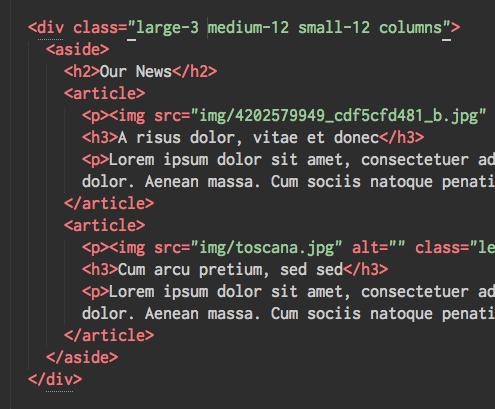 <div class="large-3 medium-12 small-12 columns">
<aside>
<h2>Our News</h2>
<article>
<p><img src="img/4202579949_cdf5cfd481_b.jpg"
<h3>A risus dolor, vitae et donec</h3>
<p>Lorem ipsum dolor sit amet, consectetuer ad
dolor. Aenean massa. Cum sociis natoque penati
</article>
<article>
<p><img src="img/toscana.jpg" alt="" class="le
<h3>Cum arcu pretium, sed sed</h3>
<p>Lorem ipsum dolor sit amet, consectetuer ad
dolor. Aenean massa. Cum sociis natoque penati
</article>
</aside>
</div>